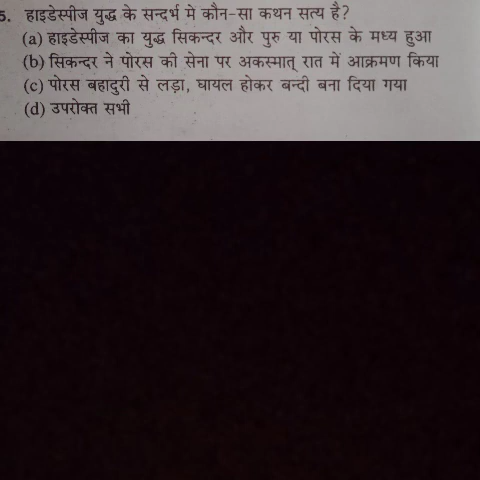 5. हाइडेस्पीज युद्ध के सन्दर्भ मे कौन-सा कथन सत्य है?
(a) हाइडेस्पीज का युद्ध सिकन्दर और पुरु या पोरस के मध्य हुआ
(b) सिकन्दर ने पोरस की सेना पर अकस्मात् रात में आक्रमण किया
(c) पोरस बहादुरी से लड़ा, घायल होकर बन्दी बना दिया गया
(d) उपरोक्त सभी